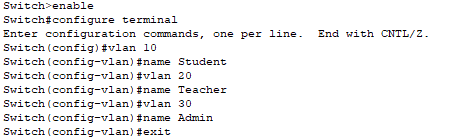 Switch>enable
Switch#configure terminal
Enter configuration commands, one per line.  End with CNTL/Z.
Switch(config)#vlan 10
Switch(config-vlan)#name Student
Switch(config-vlan)#vlan 20
Switch(config-vlan)#name Teacher
Switch(config-vlan)#vlan 30
Switch(config-vlan)#name Admin
Switch(config-vlan)#exit